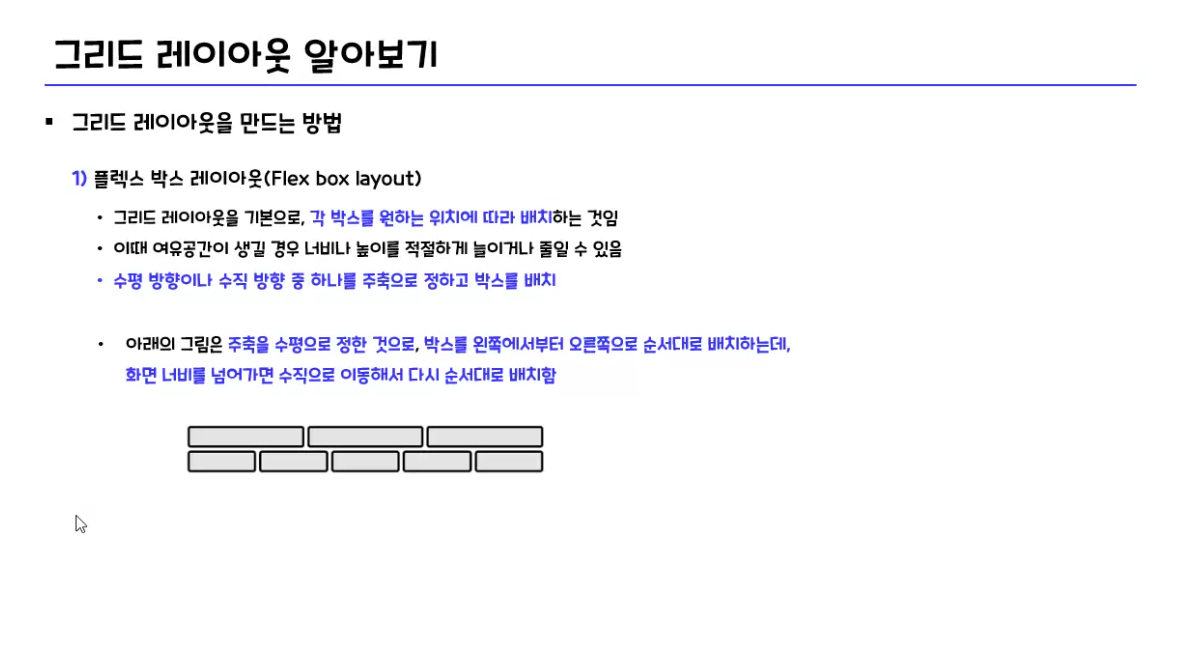 그리드 레이아웃 알아보기
▪ 그리드 레이아웃을 만드는 방법
1) 플렉스 박스 레이아웃(Flex box layout)
• 그리드 레이아웃을 기본으로, 각 박스를 원하는 위치에 따라 배치하는 것임
• 이때 여유공간이 생길 경우 너비나 높이를 적절하게 늘이거나 줄일 수 있음
• 수평 방향이나 수직 방향 중 하나를 주축으로 정하고 박스를 배치
• 아래의 그림은 주축을 수평으로 정한 것으로, 박스를 왼쪽에서부터 오른쪽으로 순서대로 배치하는데,
화면 너비를 넘어가면 수직으로 이동해서 다시 순서대로 배치함